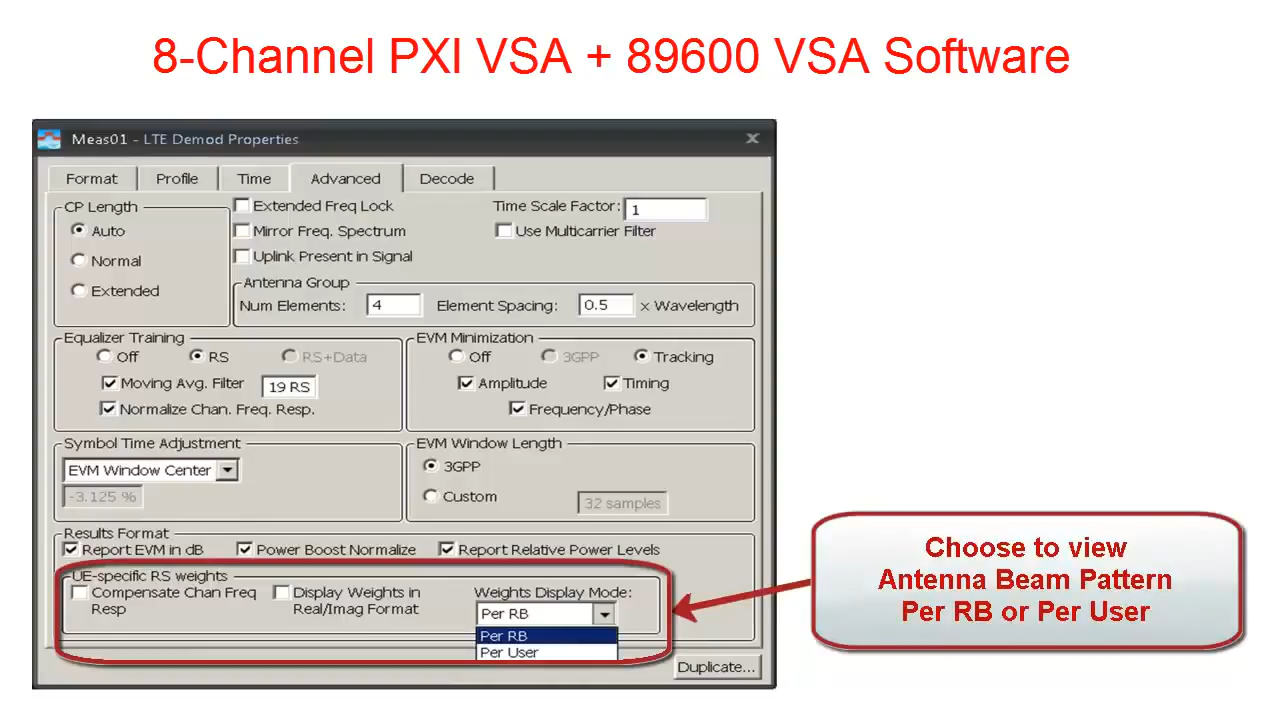 8-Channel PXI VSA + 89600 VSA Software
Meas01 - LTE Demod Properties
Format Profile Time Advanced Decode
CP Length
Auto
Normal
Extended
Extended Freq Lock
Mirror Freq. Spectrum
Uplink Present in Signal
Time Scale Factor: 1
Use Multicarrier Filter
Antenna Group
Num Elements: 4 Element Spacing: 0.5 x Wavelength
Equalizer Training
Off RS RS+Data
Moving Avg. Filter 19 RS
Normalize Chan. Freq. Resp.
EVM Minimization
Off 3GPP Tracking
Amplitude Timing
Frequency/Phase
Symbol Time Adjustment
EVM Window Center
-3.125 %
EVM Window Length
3GPP
Custom 32 samples
Results Format
Report EVM in dB Power Boost Normalize Report Relative Power Levels
UE-specific RS weights
Compensate Chan Freq
Resp
Display Weights in
Real/Imag Format
Weights Display Mode:
Per RB
Per RB
Per User
Duplicate...
Choose to view
Antenna Beam Pattern
Per RB or Per User